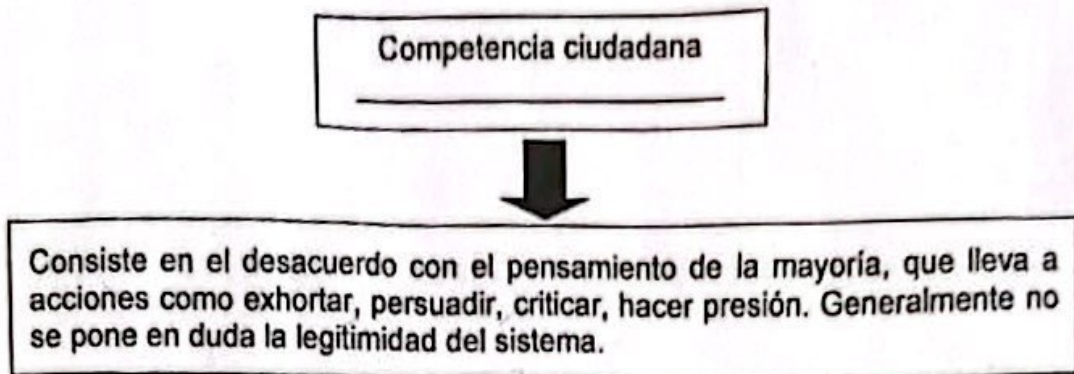 Competencia ciudadana
Consiste en el desacuerdo con el pensamiento de la mayoría, que lleva a
acciones como exhortar, persuadir, criticar, hacer presión. Generalmente no
se pone en duda la legitimidad del sistema.